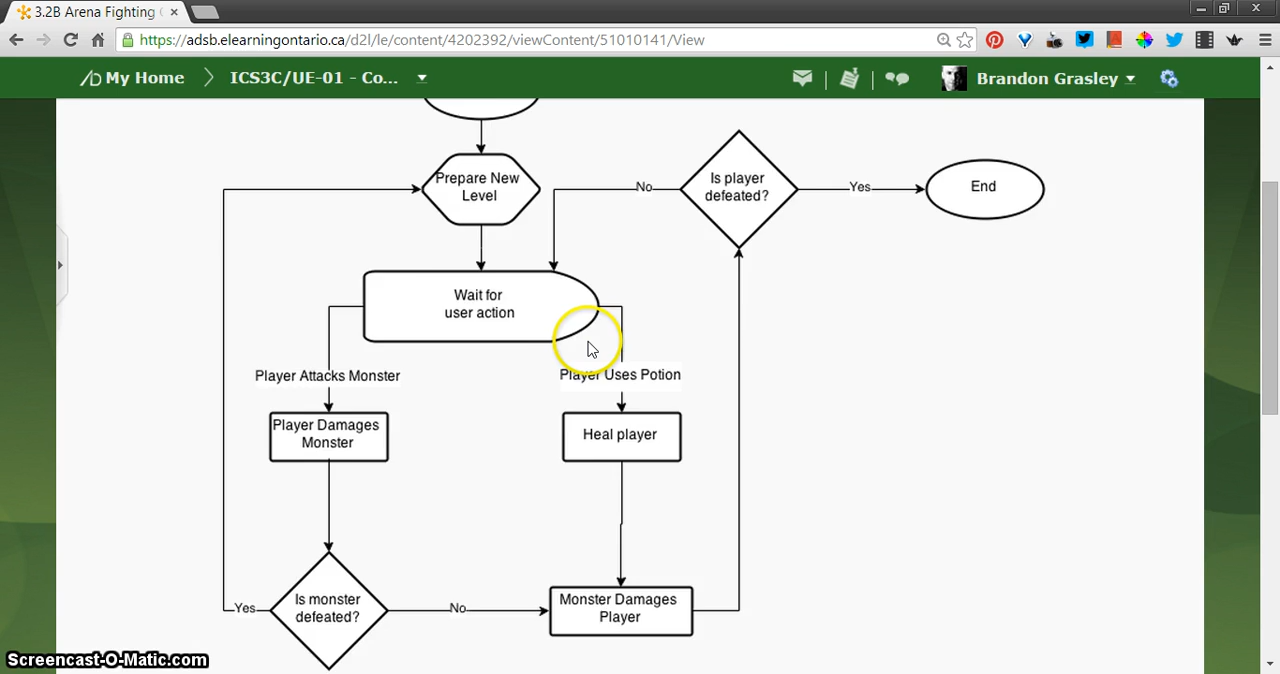 3.2B Arena Fighting
https://adsb.elearningontario.ca/d2l/le/content/4202392/viewContent/51010141/View
My Home
ICS3C/UE-01 - Co...
Brandon Grasley
Prepare New
Level
Is player
defeated?
No
Yes
End
Wait for
user action
Player Attacks Monster
Player Uses Potion
Player Damages
Monster
Heal player
Is monster
defeated?
Yes
No
Monster Damages
Player
Screencast-O-Matic.com